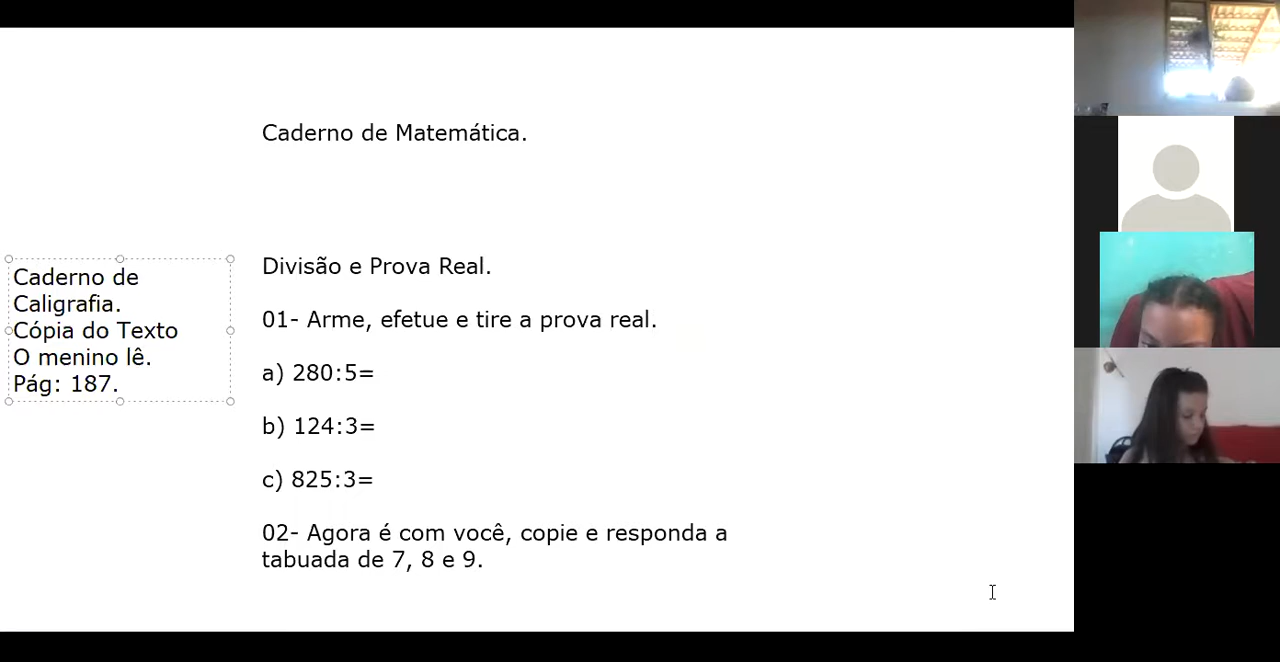 Caderno de Matemática.
Caderno de
Caligrafia.
Cópia do Texto
O menino lê.
Pág: 187.
Divisão e Prova Real.
01- Arme, efetue e tire a prova real.
a) 280:5=
b) 124:3=
c) 825:3=
02- Agora é com você, copie e responda a
tabuada de 7, 8 e 9.